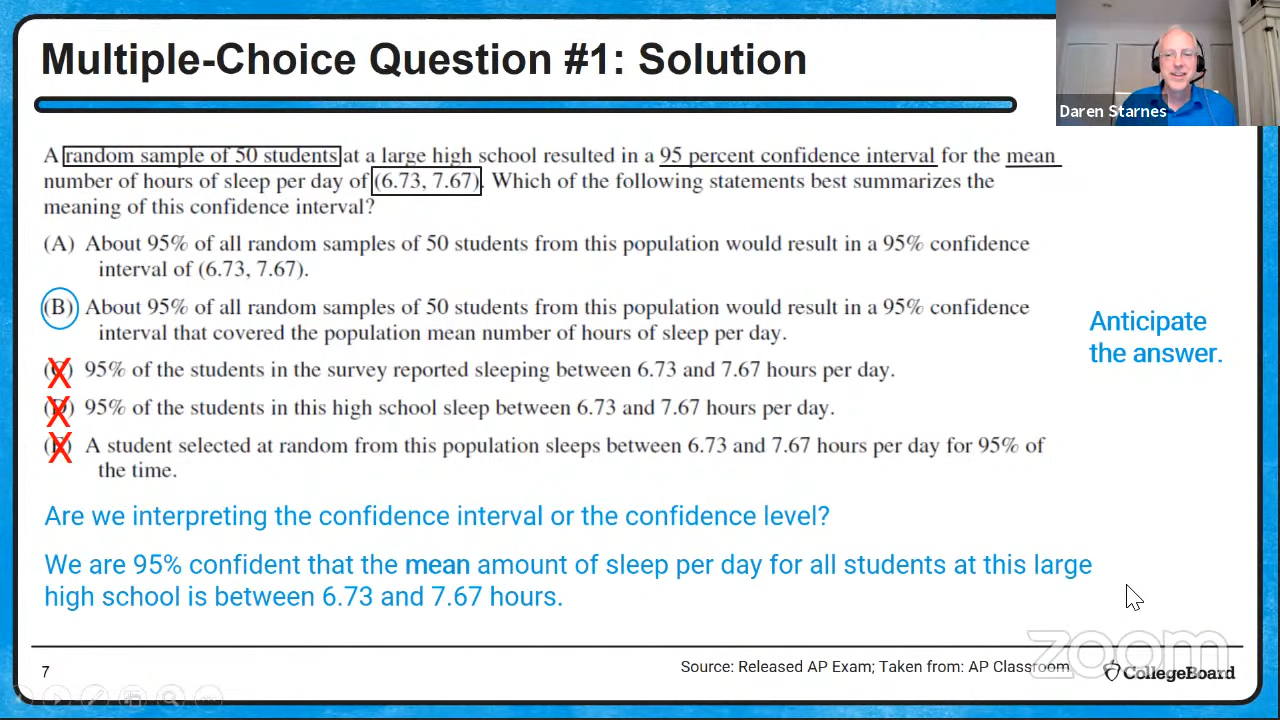 Multiple-Choice Question #1: Solution
Daren Starnes
A random sample of 50 students at a large high school resulted in a 95 percent confidence interval for the mean
number of hours of sleep per day of (6.73, 7.67). Which of the following statements best summarizes the
meaning of this confidence interval?
(A) About 95% of all random samples of 50 students from this population would result in a 95% confidence
interval of (6.73, 7.67).
(B) About 95% of all random samples of 50 students from this population would result in a 95% confidence
interval that covered the population mean number of hours of sleep per day.
Anticipate
the answer.
(C) 95% of the students in the survey reported sleeping between 6.73 and 7.67 hours per day.
(D) 95% of the students in this high school sleep between 6.73 and 7.67 hours per day.
(E) A student selected at random from this population sleeps between 6.73 and 7.67 hours per day for 95% of
the time.
Are we interpreting the confidence interval or the confidence level?
We are 95% confident that the mean amount of sleep per day for all students at this large
high school is between 6.73 and 7.67 hours.
zoom
7
Source: Released AP Exam; Taken from: AP Classroom
CollegeBoard